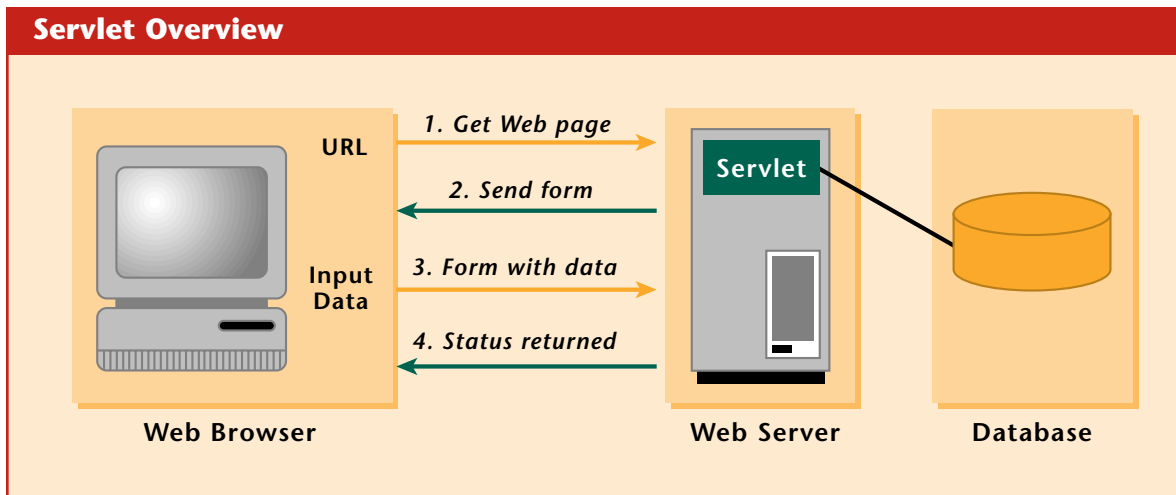 Servlet Overview
URL
1. Get Web page
Servlet
2. Send form
Input
Data
3. Form with data
4. Status returned
Web Browser
Web Server
Database